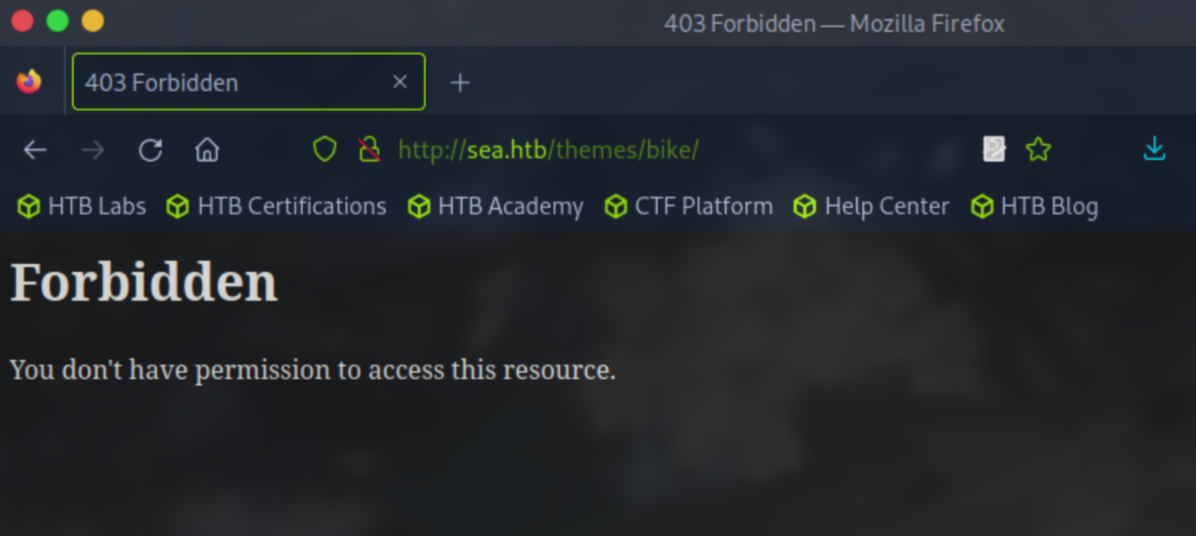 403 Forbidden — Mozilla Firefox
403 Forbidden
http://sea.htb/themes/bike/
HTB Labs HTB Certifications HTB Academy CTF Platform Help Center HTB Blog
Forbidden
You don't have permission to access this resource.